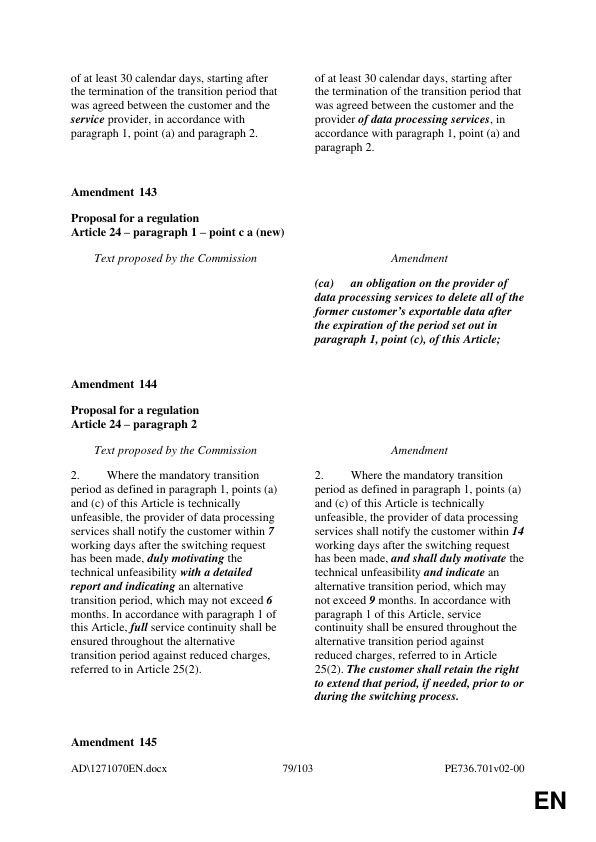 of at least 30 calendar days, starting after
the termination of the transition period that
was agreed between the customer and the
service provider, in accordance with
paragraph 1, point (a) and paragraph 2.
of at least 30 calendar days, starting after
the termination of the transition period that
was agreed between the customer and the
provider of data processing services, in
accordance with paragraph 1, point (a) and
paragraph 2.
Amendment 143
Proposal for a regulation
Article 24 – paragraph 1 – point c a (new)
Text proposed by the Commission
Amendment
(ca) an obligation on the provider of
data processing services to delete all of the
former customer’s exportable data after
the expiration of the period set out in
paragraph 1, point (c), of this Article;
Amendment 144
Proposal for a regulation
Article 24 – paragraph 2
Text proposed by the Commission
Amendment
2. Where the mandatory transition
period as defined in paragraph 1, points (a)
and (c) of this Article is technically
unfeasible, the provider of data processing
services shall notify the customer within 7
working days after the switching request
has been made, duly motivating the
technical unfeasibility with a detailed
report and indicating an alternative
transition period, which may not exceed 6
months. In accordance with paragraph 1 of
this Article, full service continuity shall be
ensured throughout the alternative
transition period against reduced charges,
referred to in Article 25(2).
2. Where the mandatory transition
period as defined in paragraph 1, points (a)
and (c) of this Article is technically
unfeasible, the provider of data processing
services shall notify the customer within 14
working days after the switching request
has been made, and shall duly motivate the
technical unfeasibility and indicate an
alternative transition period, which may
not exceed 9 months. In accordance with
paragraph 1 of this Article, service
continuity shall be ensured throughout the
alternative transition period against
reduced charges, referred to in Article
25(2). The customer shall retain the right
to extend that period, if needed, prior to or
during the switching process.
Amendment 145
AD\1271070EN.docx 79/103 PE736.701v02-00
EN